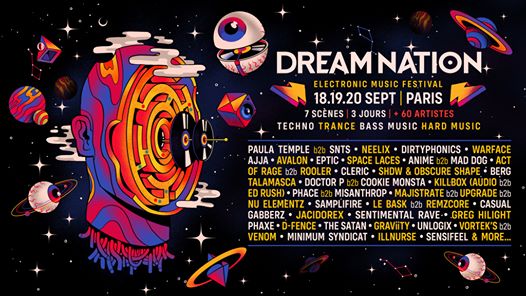 DREAM NATION
ELECTRONIC MUSIC FESTIVAL
18.19.20 SEPT | PARIS
7 SCÈNES | 3 JOURS | + 60 ARTISTES
TECHNO TRANCE BASS MUSIC HARD MUSIC
PAULA TEMPLE b2b SNTS • NEELIX • DIRTYPHONICS • WARFACE
AJJA • AVALON • EPTIC • SPACE LACES • ANIME b2b MAD DOG • ACT
OF RAGE b2b ROOLER • CLERIC • SHDW & OBSCURE SHAPE • BERG
TALAMASCA • DOCTOR P b2b COOKIE MONSTA • KILLBOX (AUDIO b2b
ED RUSH) • PHACE b2b MISANTHROP • MAJISTRATE b2b UPGRADE b2b
NU ELEMENTZ • SAMPLIFIRE • LE BASK b2b REMZCORE • CASUAL
GABBERZ • JACIDOREX • SENTIMENTAL RAVE • .GREG HILIGHT
PHAXE • D-FENCE • THE SATAN • GRAVIITY • UNLOGIX • VORTEK'S b2b
VENOM • MINIMUM SYNDICAT • ILLNURSE • SENSIFEEL & MORE...